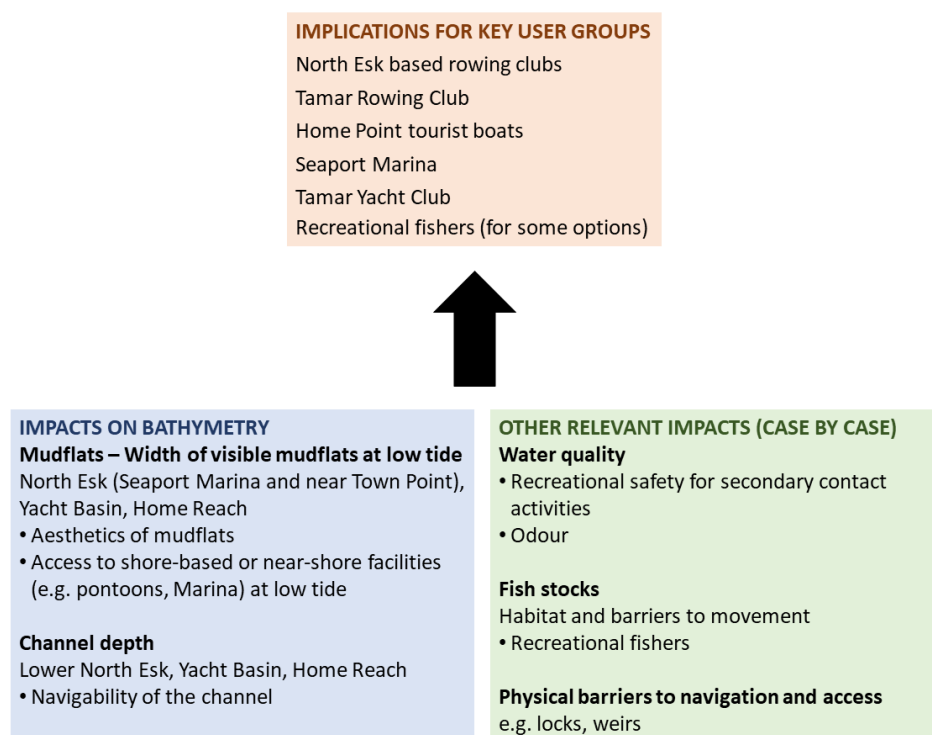 IMPLICATIONS FOR KEY USER GROUPS
North Esk based rowing clubs
Tamar Rowing Club
Home Point tourist boats
Seaport Marina
Tamar Yacht Club
Recreational fishers (for some options)
IMPACTS ON BATHYMETRY
Mudflats – Width of visible mudflats at low tide
North Esk (Seaport Marina and near Town Point),
Yacht Basin, Home Reach
• Aesthetics of mudflats
• Access to shore-based or near-shore facilities
(e.g. pontoons, Marina) at low tide
Channel depth
Lower North Esk, Yacht Basin, Home Reach
• Navigability of the channel
OTHER RELEVANT IMPACTS (CASE BY CASE)
Water quality
• Recreational safety for secondary contact
activities
• Odour
Fish stocks
Habitat and barriers to movement
• Recreational fishers
Physical barriers to navigation and access
e.g. locks, weirs